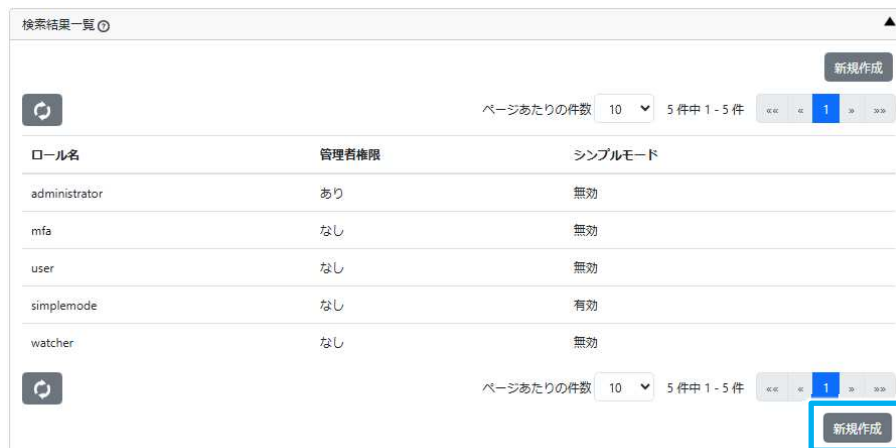 検索結果一覧
新規作成
ページあたりの件数 10 5 件中 1 - 5 件 «« « 1 » »»
ロール名 管理者権限 シンプルモード
administrator あり 無効
mfa なし 無効
user なし 無効
simplemode なし 有効
watcher なし 無効
ページあたりの件数 10 5 件中 1 - 5 件 «« « 1 » »»
新規作成